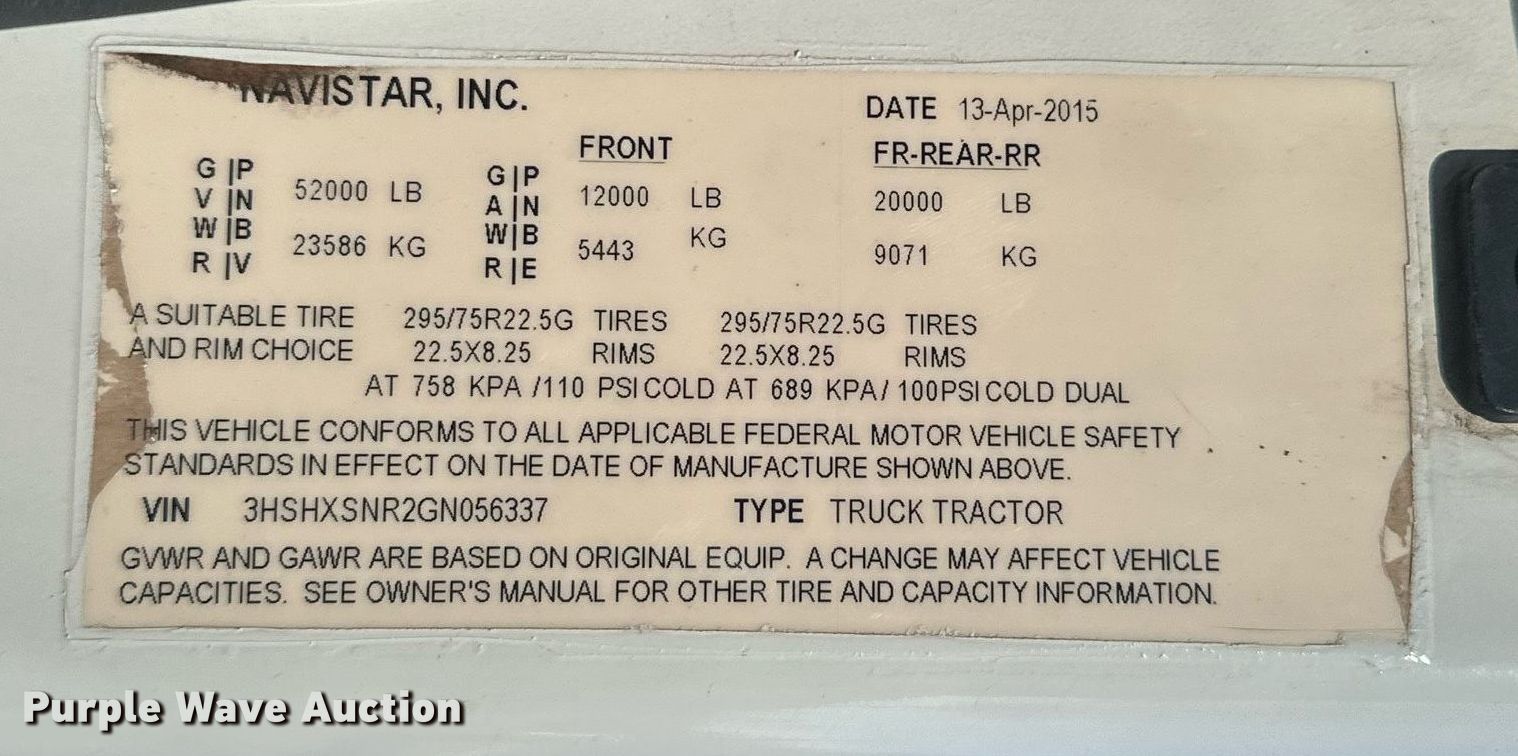 NAVISTAR, INC.
DATE 13-Apr-2015
FRONT
FR-REAR-RR
G|P
V|N
W|B
R|V
52000 LB
23586 KG
G|P
A|N
W|B
R|E
12000 LB
5443 KG
20000 LB
9071 KG
A SUITABLE TIRE 295/75R22.5G TIRES 295/75R22.5G TIRES
AND RIM CHOICE 22.5X8.25 RIMS 22.5X8.25 RIMS
AT 758 KPA /110 PSI COLD AT 689 KPA/ 100PSI COLD DUAL
THIS VEHICLE CONFORMS TO ALL APPLICABLE FEDERAL MOTOR VEHICLE SAFETY
STANDARDS IN EFFECT ON THE DATE OF MANUFACTURE SHOWN ABOVE.
VIN 3HSHXSNR2GN056337 TYPE TRUCK TRACTOR
GVWR AND GAWR ARE BASED ON ORIGINAL EQUIP. A CHANGE MAY AFFECT VEHICLE
CAPACITIES. SEE OWNER'S MANUAL FOR OTHER TIRE AND CAPACITY INFORMATION.
Purple Wave Auction